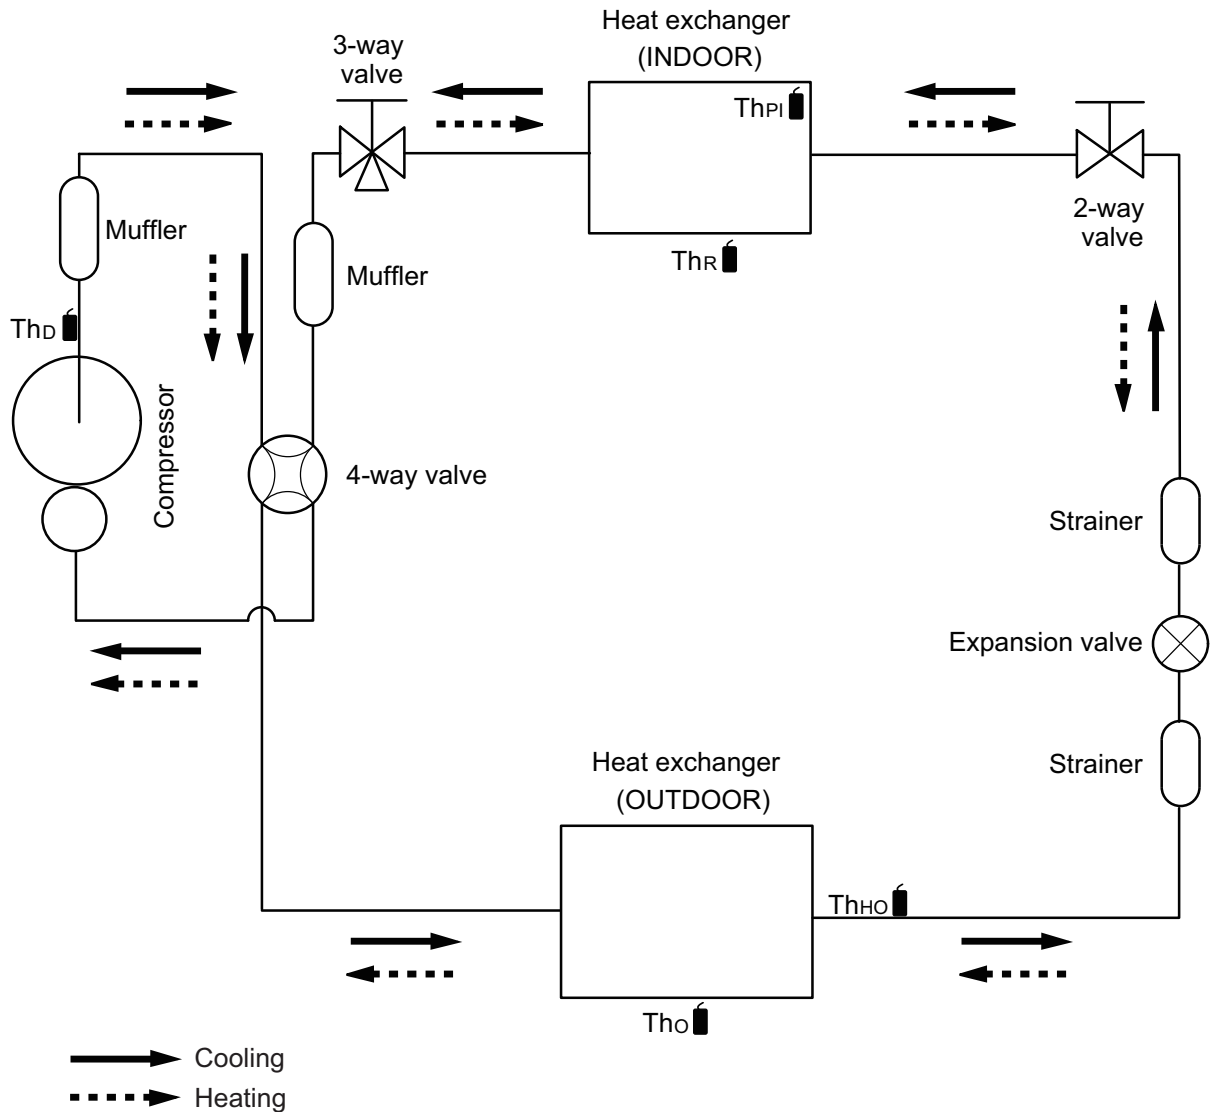 Heat exchanger
(INDOOR)
3-way
valve
ThPI
2-way
valve
Muffler
ThR
Muffler
ThD
Compressor
4-way valve
Strainer
Expansion valve
Strainer
Heat exchanger
(OUTDOOR)
ThHO
ThO
Cooling
Heating